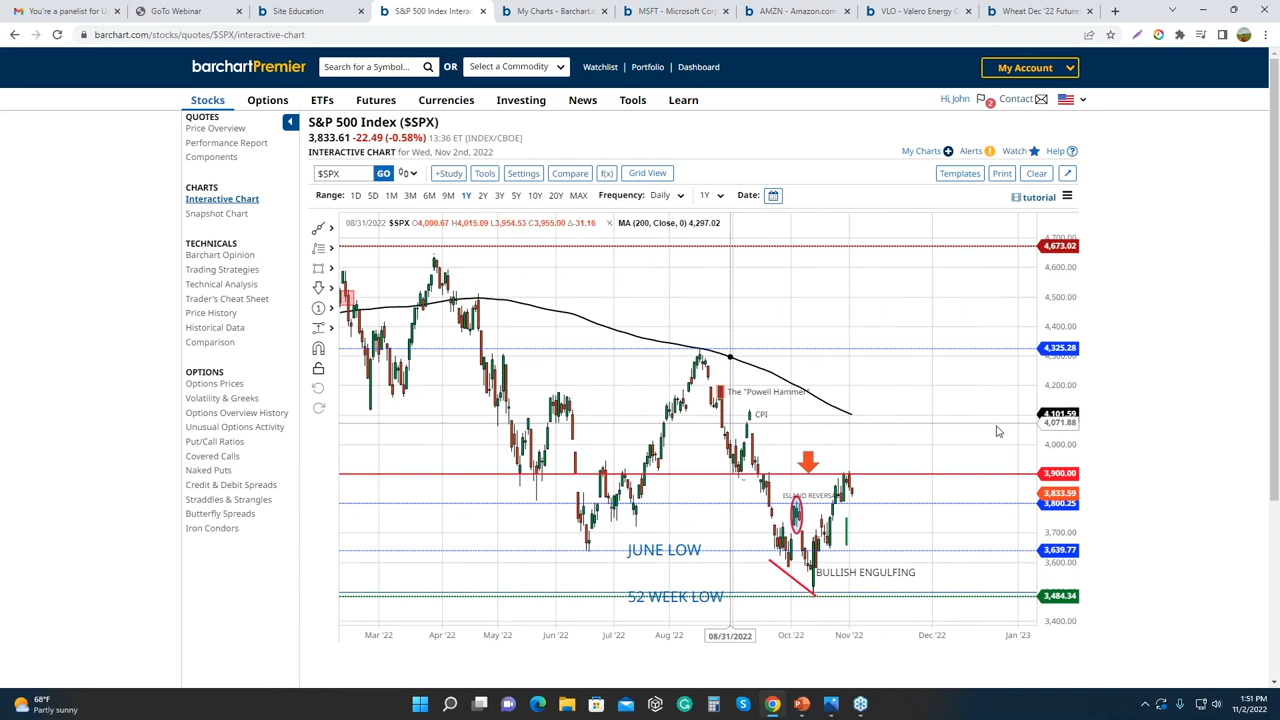 You're a panelist for U:
GoTo Webinar
Site Education
S&P 500 Index Interac
My Charts - Barchart.com
MSFT - Microsoft Corp
AMZN - Amazon.com
VLO - Valero Energy C
Wheat Dec '22 Futures
barchart.com/stocks/quotes/$SPX/interactive-chart
barchartPremier
Search for a Symbol...
OR
Select a Commodity
Watchlist
Portfolio
Dashboard
My Account
Stocks
Options
ETFs
Futures
Currencies
Investing
News
Tools
Learn
Hi, John
2
Contact
QUOTES
Price Overview
Performance Report
Components
CHARTS
Interactive Chart
Snapshot Chart
TECHNICALS
Barchart Opinion
Trading Strategies
Technical Analysis
Trader's Cheat Sheet
Price History
Historical Data
Comparison
OPTIONS
Options Prices
Volatility & Greeks
Options Overview History
Unusual Options Activity
Put/Call Ratios
Covered Calls
Naked Puts
Credit & Debit Spreads
Straddles & Strangles
Butterfly Spreads
Iron Condors
S&P 500 Index ($SPX)
3,833.61 -22.49 (-0.58%) 13:36 ET [INDEX/CBOE]
INTERACTIVE CHART for Wed, Nov 2nd, 2022
My Charts
Alerts
Watch
Help
$SPX
GO
+Study
Tools
Settings
Compare
f(x)
Grid View
Templates
Print
Clear
Range: 1D 5D 1M 3M 6M 9M 1Y 2Y 3Y 5Y 10Y 20Y MAX
Frequency: Daily
1Y
Date:
tutorial
08/31/2022 $SPX O4,000.67 H4,015.09 L3,954.53 C3,955.00 Δ-31.16 × MA (200, Close, 0) 4,297.02
4,700.00
4,673.02
4,600.00
4,500.00
4,400.00
4,325.28
4,300.00
4,200.00
The "Powell Hammer"
CPI
4,101.59
4,071.88
4,000.00
3,900.00
3,833.59
ISLAND REVERSAL
3,800.25
3,700.00
JUNE LOW
3,639.77
3,600.00
BULLISH ENGULFING
52 WEEK LOW
3,484.34
3,400.00
Mar '22
Apr '22
May '22
Jun '22
Jul '22
Aug '22
08/31/2022
Oct '22
Nov '22
Dec '22
Jan '23
68°F
Partly sunny
1:51 PM
11/2/2022